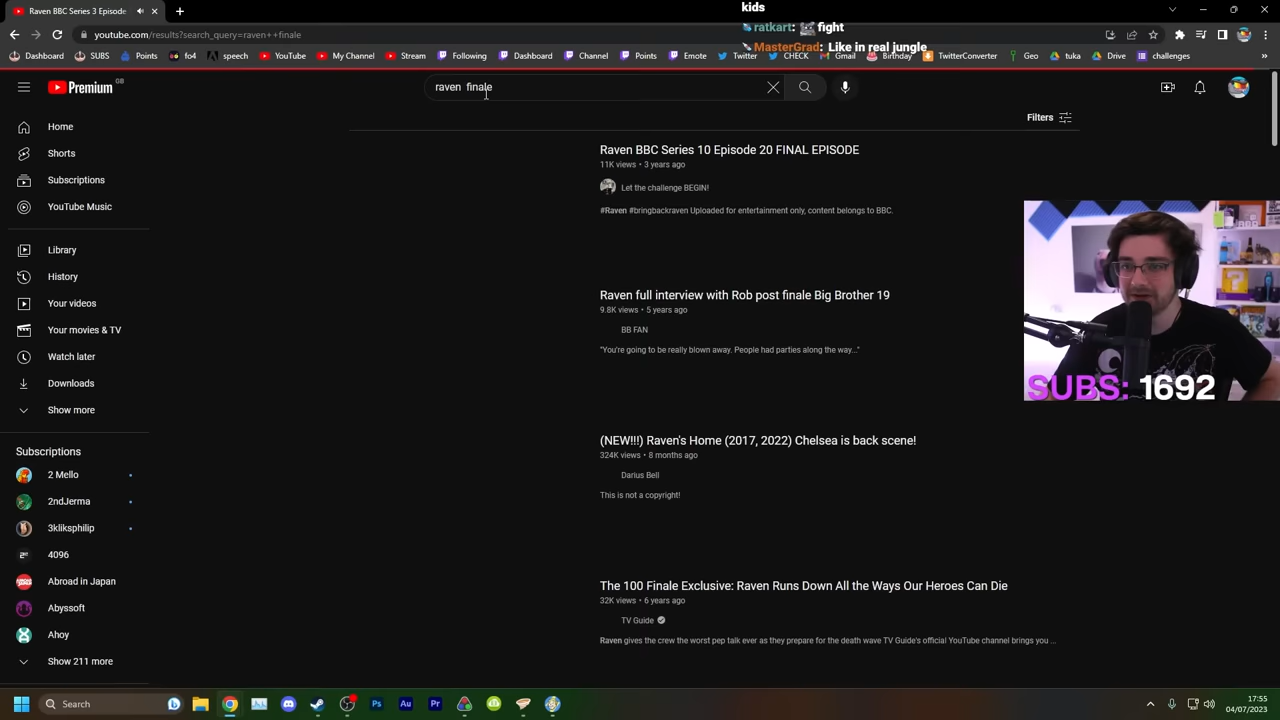 kids
ratkart: fight
MasterGrad: Like in real jungle
Raven BBC Series 3 Episode
youtube.com/results?search_query=raven++finale
Dashboard
Points
fo4
speech
YouTube
Stream
Following
Dashboard
Channel
Points
Emote
Twitter
CHECK
Gmail
Birthday
TwitterConverter
Geo
tuka
Drive
challenges
Premium GB
raven finale
Filters
Home
Shorts
Subscriptions
YouTube Music
Library
History
Your videos
Your movies & TV
Watch later
Downloads
Show more
Subscriptions
2 Mello
2ndJerma
3kliksphilip
4096
Abroad in Japan
Abyssoft
Ahoy
Show 211 more
Raven BBC Series 10 Episode 20 FINAL EPISODE
11K views • 3 years ago
Let the challenge BEGIN!
#Raven #bringbackraven Uploaded for entertainment only, content belongs to BBC.
Raven full interview with Rob post finale Big Brother 19
9.8K views • 5 years ago
BB FAN
"You're going to be really blown away. People had parties along the way..."
(NEW!!!) Raven's Home (2017, 2022) Chelsea is back scene!
324K views • 8 months ago
Darius Bell
This is not a copyright!
The 100 Finale Exclusive: Raven Runs Down All the Ways Our Heroes Can Die
32K views • 6 years ago
TV Guide
Raven gives the crew the worst pep talk ever as they prepare for the death wave TV Guide's official YouTube channel brings you ...
SUBS: 1692
Search
Ps
Au
Pr
17:55
04/07/2023